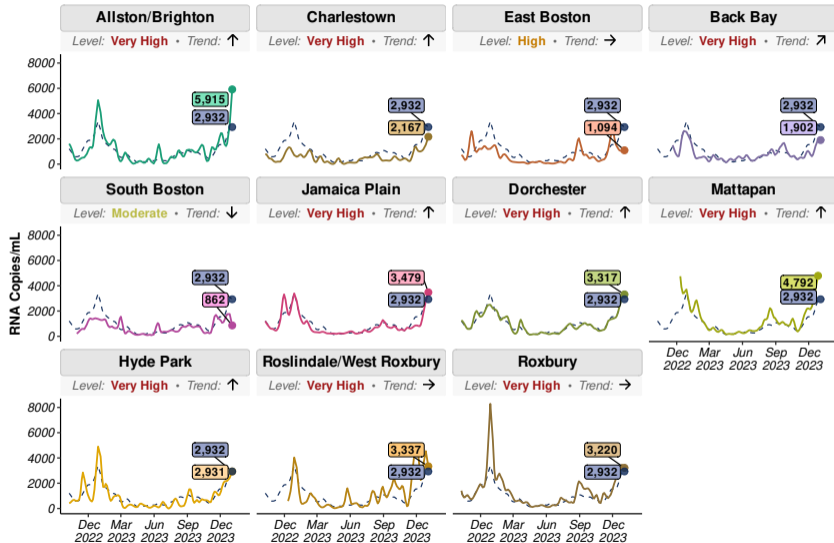 Allston/Brighton
Charlestown
East Boston
Back Bay
Level: Very High • Trend: ↑
Level: Very High • Trend: ↑
Level: High • Trend: →
Level: Very High • Trend: ↗
8000
6000
4000
2000
0
5,915
2,932
2,932
2,167
2,932
1,094
2,932
1,902
South Boston
Jamaica Plain
Dorchester
Mattapan
Level: Moderate • Trend: ↓
Level: Very High • Trend: ↑
Level: Very High • Trend: ↑
Level: Very High • Trend: ↑
RNA Copies/mL
8000
6000
4000
2000
0
2,932
862
3,479
2,932
3,317
2,932
4,792
2,932
Dec 2022
Mar 2023
Jun 2023
Sep 2023
Dec 2023
Hyde Park
Roslindale/West Roxbury
Roxbury
Level: Very High • Trend: ↑
Level: Very High • Trend: →
Level: Very High • Trend: →
8000
6000
4000
2000
0
2,932
2,931
3,337
2,932
3,220
2,932
Dec 2022
Mar 2023
Jun 2023
Sep 2023
Dec 2023
Dec 2022
Mar 2023
Jun 2023
Sep 2023
Dec 2023
Dec 2022
Mar 2023
Jun 2023
Sep 2023
Dec 2023